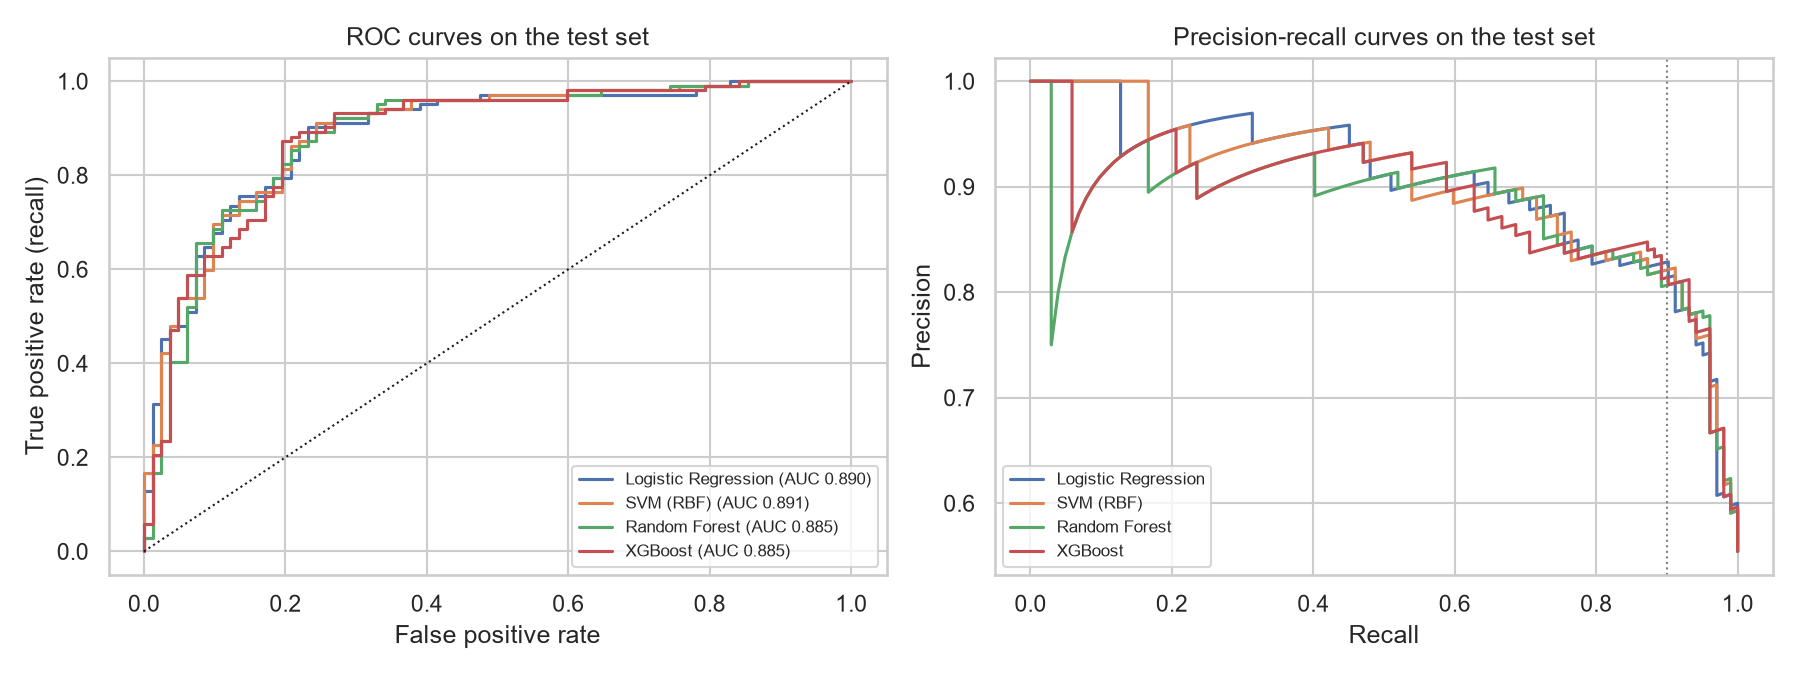 ROC curves on the test set
True positive rate (recall)
1.0
0.8
0.6
0.4
0.2
0.0
0.0 0.2 0.4 0.6 0.8 1.0
False positive rate
Logistic Regression (AUC 0.890)
SVM (RBF) (AUC 0.891)
Random Forest (AUC 0.885)
XGBoost (AUC 0.885)
Precision-recall curves on the test set
Precision
1.0
0.9
0.8
0.7
0.6
0.0 0.2 0.4 0.6 0.8 1.0
Recall
Logistic Regression
SVM (RBF)
Random Forest
XGBoost